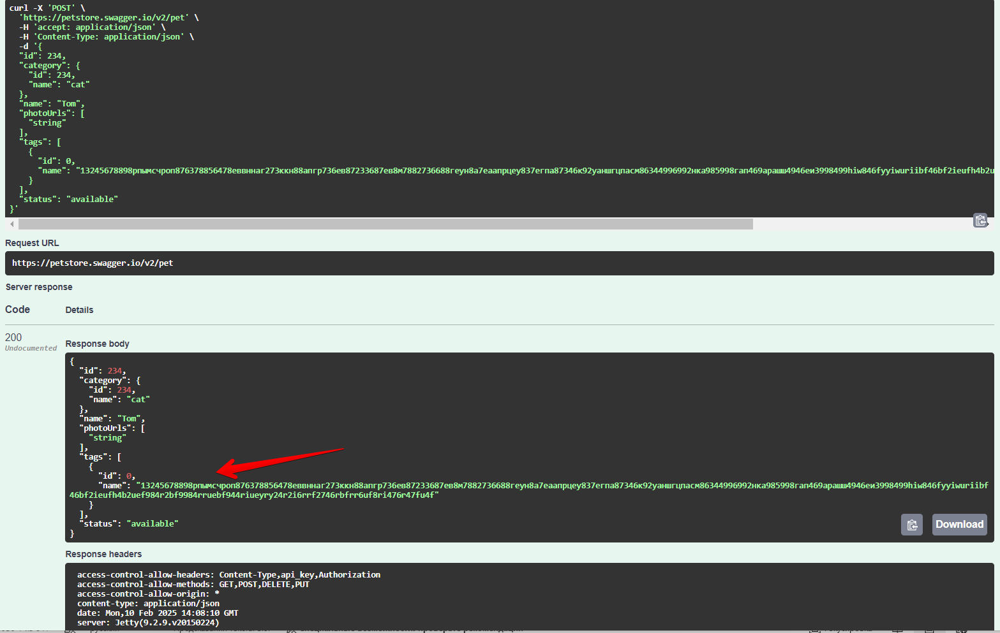 curl -X 'POST' \
'https://petstore.swagger.io/v2/pet' \
-H 'accept: application/json' \
-H 'Content-Type: application/json' \
-d '{
"id": 234,
"category": {
"id": 234,
"name": "cat"
},
"name": "Tom",
"photoUrls": [
"string"
],
"tags": [
{
"id": 0,
"name": "13245678898рпымсчроп876378856478еввннаг273ккн88апгр736ев87233687ев8м7882736688геун8а7еаапрцеу837егпа87346к92уаншгцпасм86344996992нка985998гап469арашш4946еи3998499hiw846fyyiwuriibf46bf2ieufh4b2u
}
],
"status": "available"
}'
Request URL
https://petstore.swagger.io/v2/pet
Server response
Code Details
200
Undocumented
Response body
{
"id": 234,
"category": {
"id": 234,
"name": "cat"
},
"name": "Tom",
"photoUrls": [
"string"
],
"tags": [
{
"id": 0,
"name": "13245678898рпымсчроп876378856478еввннаг273ккн88апгр736ев87233687ев8м7882736688геун8а7еаапрцеу837егпа87346к92уаншгцпасм86344996992нка985998гап469арашш4946еи3998499hiw846fyyiwuriibf
46bf2ieufh4b2uef984r2bf9984rruebf944riueyry24r2i6rrf2746rbfrr6uf8ri476r47fu4f"
}
],
"status": "available"
}
Download
Response headers
access-control-allow-headers: Content-Type,api_key,Authorization
access-control-allow-methods: GET,POST,DELETE,PUT
access-control-allow-origin: *
content-type: application/json
date: Mon,10 Feb 2025 14:08:10 GMT
server: Jetty(9.2.9.v20150224)